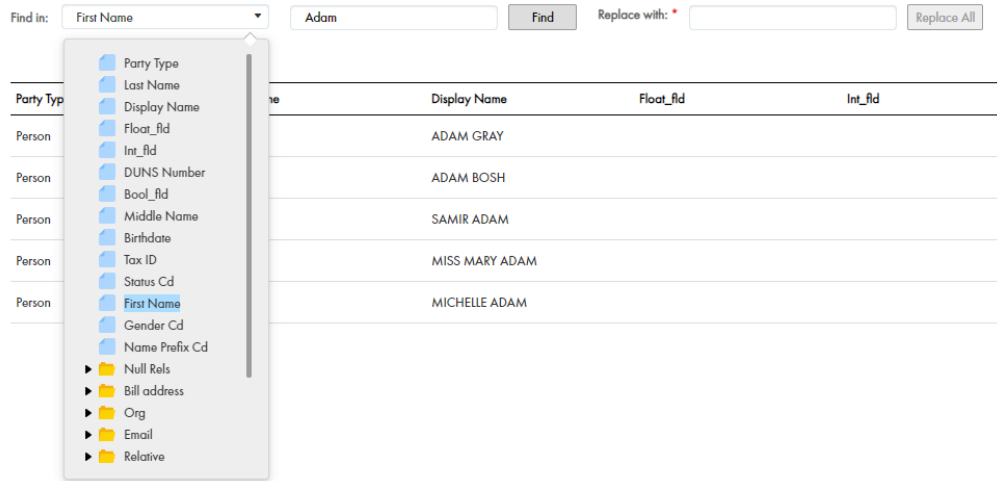 Find in: First Name Adam Find Replace with: * Replace All
Party Type
Last Name
Display Name
Float_fld
Int_fld
DUNS Number
Bool_fld
Middle Name
Birthdate
Tax ID
Status Cd
First Name
Gender Cd
Name Prefix Cd
Null Rels
Bill address
Org
Email
Relative
Party Typ ne Display Name Float_fld Int_fld
Person ADAM GRAY
Person ADAM BOSH
Person SAMIR ADAM
Person MISS MARY ADAM
Person MICHELLE ADAM